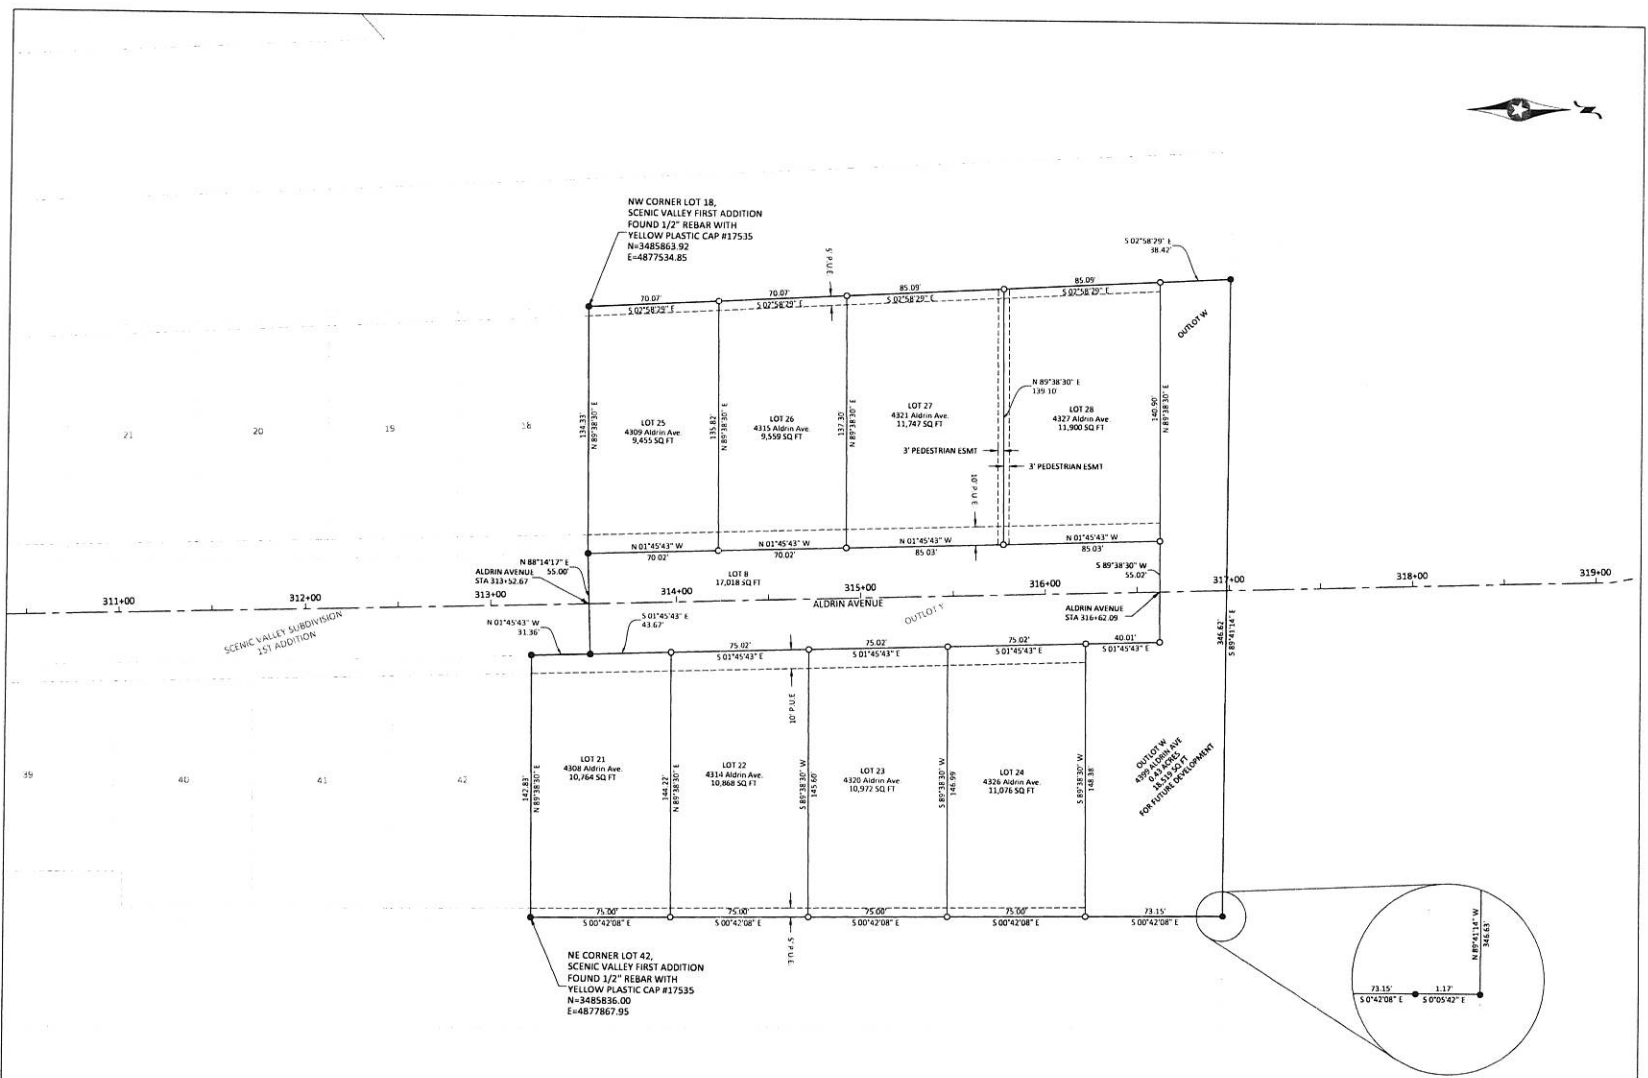 N
NW CORNER LOT 18,
SCENIC VALLEY FIRST ADDITION
FOUND 1/2" REBAR WITH
YELLOW PLASTIC CAP #17535
N=3485863.92
E=4877534.85
5' P.U.E
S 02°58'29" E
38.42'
70.07'
S 02°58'29" E
70.07'
S 02°58'29" E
85.09'
S 02°58'29" E
85.09'
S 02°58'29" E
OUTLOT W
21
20
19
18
134.33'
N 89°38'30" E
LOT 25
4309 Aldrin Ave.
9,455 SQ FT
135.82'
N 89°38'30" E
LOT 26
4315 Aldrin Ave.
9,559 SQ FT
137.30'
N 89°38'30" E
LOT 27
4321 Aldrin Ave.
11,747 SQ FT
N 89°38'30" E
139.10'
LOT 28
4327 Aldrin Ave.
11,900 SQ FT
140.90'
N 89°38'30" E
3' PEDESTRIAN ESMT
3' PEDESTRIAN ESMT
10' P.U.E
N 01°45'43" W
70.02'
N 01°45'43" W
70.02'
N 01°45'43" W
85.03'
N 01°45'43" W
85.03'
N 88°14'17" E
55.00'
ALDRIN AVENUE
STA 313+52.67
LOT B
17,018 SQ FT
S 89°38'30" W
55.02'
311+00
312+00
313+00
314+00
315+00
316+00
317+00
318+00
319+00
ALDRIN AVENUE
OUTLOT Y
ALDRIN AVENUE
STA 316+62.09
SCENIC VALLEY SUBDIVISION
1ST ADDITION
N 01°45'43" W
31.36'
S 01°45'43" E
43.67'
75.02'
S 01°45'43" E
75.02'
S 01°45'43" E
75.02'
S 01°45'43" E
40.01'
S 01°45'43" E
346.62'
S 89°41'14" E
10' P.U.E
39
40
41
42
142.83'
N 89°38'30" E
LOT 21
4308 Aldrin Ave.
10,764 SQ FT
144.22'
N 89°38'30" E
LOT 22
4314 Aldrin Ave.
10,868 SQ FT
S 89°38'30" W
145.60'
LOT 23
4320 Aldrin Ave.
10,972 SQ FT
S 89°38'30" W
146.99'
LOT 24
4326 Aldrin Ave.
11,076 SQ FT
S 89°38'30" W
148.38'
OUTLOT W
4399 ALDRIN AVE
0.43 ACRES
18,519 SQ FT
FOR FUTURE DEVELOPMENT
75.00'
S 00°42'08" E
75.00'
S 00°42'08" E
75.00'
S 00°42'08" E
75.00'
S 00°42'08" E
73.15'
S 00°42'08" E
5' P.U.E
NE CORNER LOT 42,
SCENIC VALLEY FIRST ADDITION
FOUND 1/2" REBAR WITH
YELLOW PLASTIC CAP #17535
N=3485836.00
E=4877867.95
N 89°41'14" W
346.63'
73.15'
S 0°42'08" E
1.17'
S 0°05'42" E